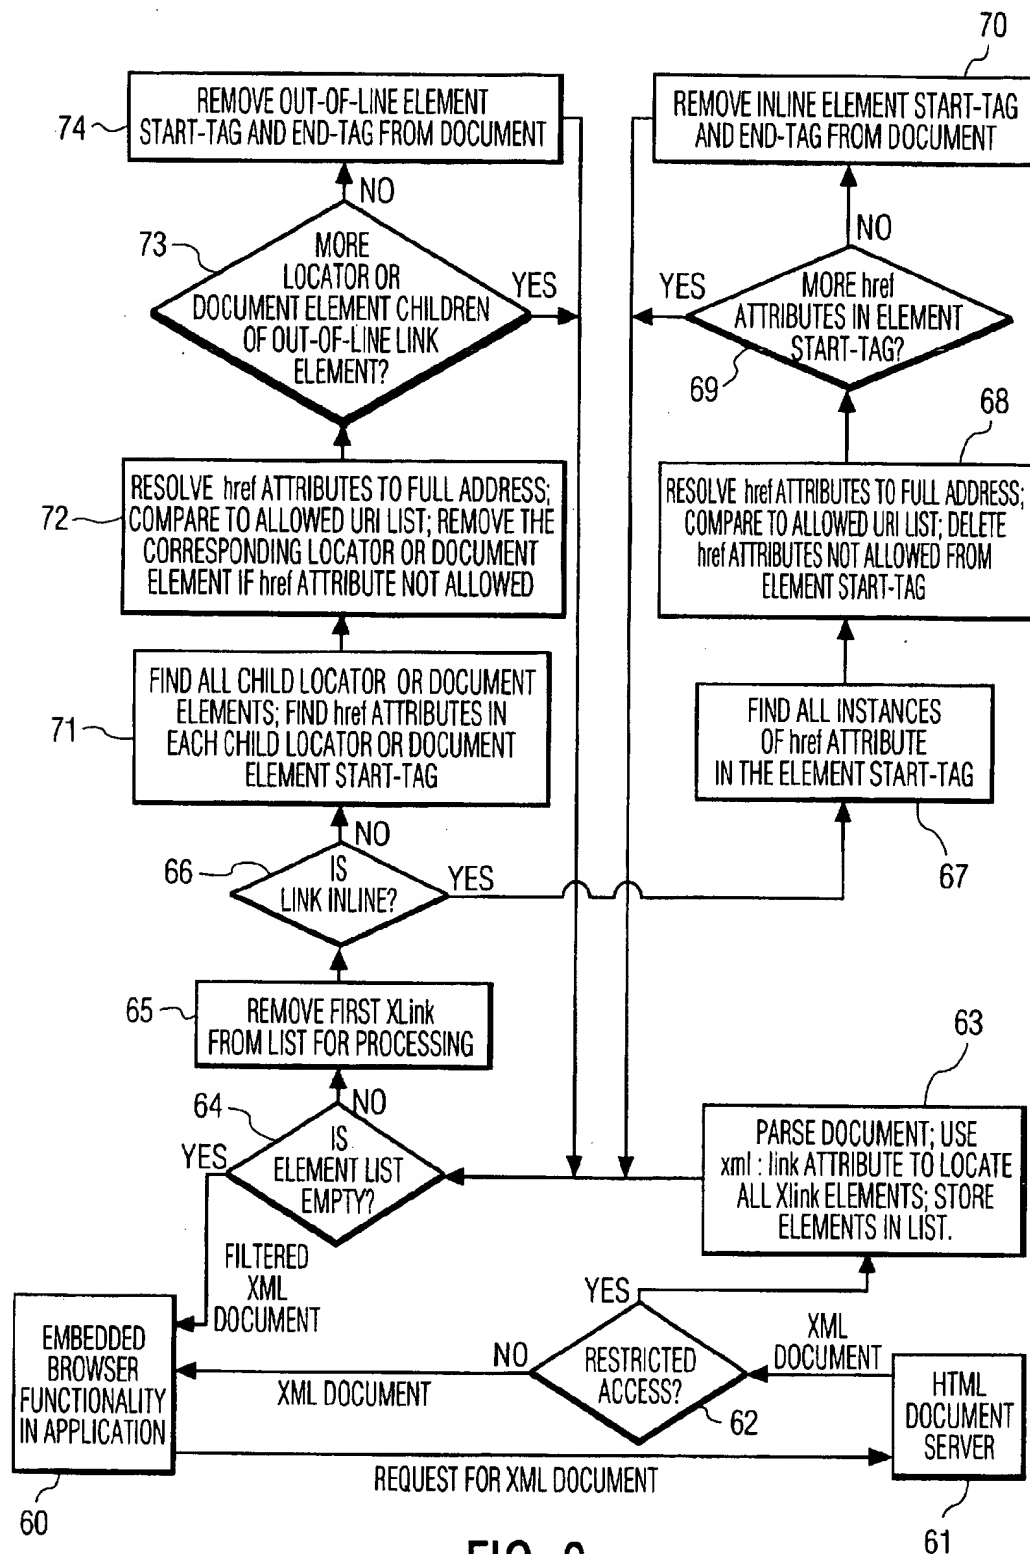 70
REMOVE OUT-OF-LINE ELEMENT
START-TAG AND END-TAG FROM DOCUMENT
74
REMOVE INLINE ELEMENT START-TAG
AND END-TAG FROM DOCUMENT
NO
NO
73
MORE
LOCATOR OR
DOCUMENT ELEMENT CHILDREN
OF OUT-OF-LINE LINK
ELEMENT?
YES
YES
MORE href
ATTRIBUTES IN ELEMENT
START-TAG?
69
68
72
RESOLVE href ATTRIBUTES TO FULL ADDRESS;
COMPARE TO ALLOWED URI LIST; REMOVE THE
CORRESPONDING LOCATOR OR DOCUMENT
ELEMENT IF href ATTRIBUTE NOT ALLOWED
RESOLVE href ATTRIBUTES TO FULL ADDRESS;
COMPARE TO ALLOWED URI LIST; DELETE
href ATTRIBUTES NOT ALLOWED FROM
ELEMENT START-TAG
71
FIND ALL CHILD LOCATOR OR DOCUMENT
ELEMENTS; FIND href ATTRIBUTES IN
EACH CHILD LOCATOR OR DOCUMENT
ELEMENT START-TAG
FIND ALL INSTANCES
OF href ATTRIBUTE
IN THE ELEMENT START-TAG
67
NO
66
IS
LINK INLINE?
YES
65
REMOVE FIRST XLink
FROM LIST FOR PROCESSING
63
64
NO
YES
IS
ELEMENT LIST
EMPTY?
PARSE DOCUMENT; USE
xml : link ATTRIBUTE TO LOCATE
ALL Xlink ELEMENTS; STORE
ELEMENTS IN LIST.
FILTERED
XML
DOCUMENT
YES
EMBEDDED
BROWSER
FUNCTIONALITY
IN APPLICATION
NO
XML DOCUMENT
RESTRICTED
ACCESS?
62
XML
DOCUMENT
HTML
DOCUMENT
SERVER
REQUEST FOR XML DOCUMENT
60
61